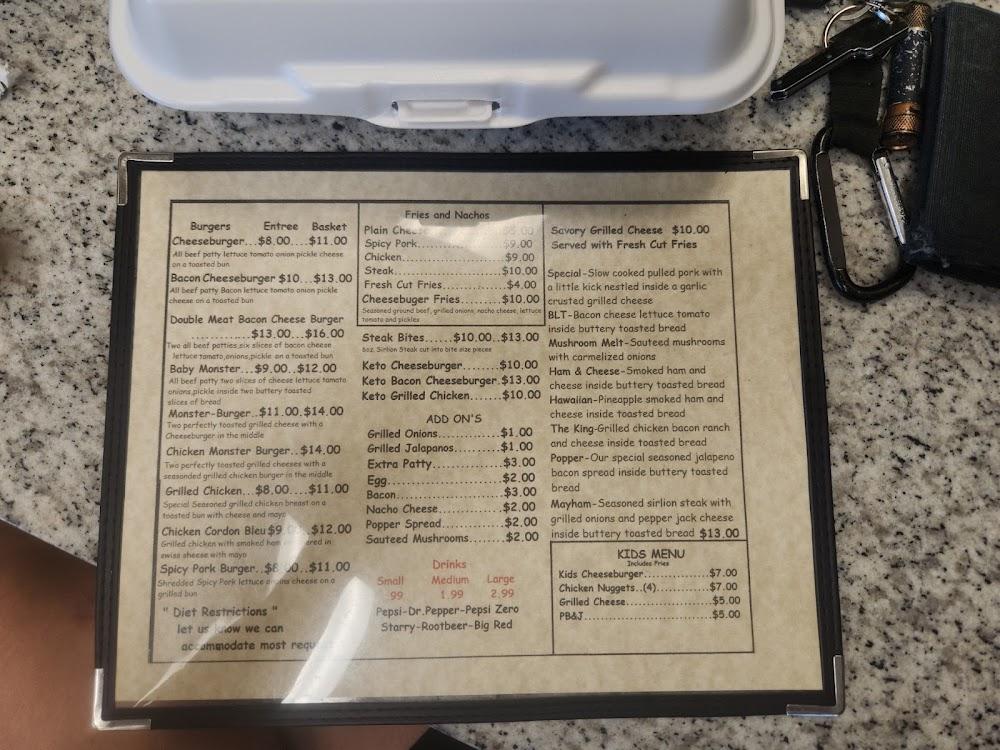 Burgers Entree Basket
Cheeseburger...$8.00....$11.00
All beef patty lettuce tomato onion pickle cheese
on a toasted bun
Bacon Cheeseburger $10...$13.00
All beef patty Bacon lettuce tomato onion pickle
cheese on a toasted bun
Double Meat Bacon Cheese Burger
..............$13.00...$16.00
Two all beef patties,six slices of bacon cheese
lettuce,tomato,onions,pickle on a toasted bun
Baby Monster...$9.00..$12.00
All beef patty two slices of cheese lettuce tomato
onions,pickle inside two buttery toasted
slices of bread
Monster-Burger..$11.00.$14.00
Two perfectly toasted grilled cheese with a
Cheeseburger in the middle
Chicken Monster Burger..$14.00
Two perfectly toasted grilled cheeses with a
seasonded grilled chicken burger in the middle
Grilled Chicken...$8.00....$11.00
Special Seasoned grilled chicken breast on a
toasted bun with cheese and mayo
Chicken Cordon Bleu $9. ...$12.00
Grilled chicken with smoked ham
swiss sheese with mayo
Spicy Pork Burger..$8. 0...$11.00
Shredded Spicy Pork lettuce cheese on a
grilled bun
" Diet Restrictions "
let us know we can
accommodate most
Fries and Nachos
Plain
Spicy Pork..............$9.00
Chicken....................$9.00
Steak.......................$10.00
Fresh Cut Fries..........$4.00
Cheesebuger Fries.........$10.00
Seasoned ground beef, grilled onions, nacho cheese, lettuce
tomato and pickles
Steak Bites......$10.00..$13.00
6oz. Sirlion Steak cut into bite size pieces
Keto Cheeseburger........$10.00
Keto Bacon Cheeseburger.$13.00
Keto Grilled Chicken.......$10.00
ADD ON'S
Grilled Onions..............$1.00
Grilled Jalapanos...........$1.00
Extra Patty..................$3.00
Egg............................$2.00
Bacon..........................$3.00
Nacho Cheese...............$2.00
Popper Spread..............$2.00
Sauteed Mushrooms........$2.00
Drinks
Small Medium Large
.99 1.99 2.99
Pepsi-Dr.Pepper-Pepsi Zero
Starry-Rootbeer-Big Red
Savory Grilled Cheese $10.00
Served with Fresh Cut Fries
Special-Slow cooked pulled pork with
a little kick nestled inside a garlic
crusted grilled cheese
BLT-Bacon cheese lettuce tomato
inside buttery toasted bread
Mushroom Melt-Sauteed mushrooms
with carmelized onions
Ham & Cheese-Smoked ham and
cheese inside buttery toasted bread
Hawaiian-Pineapple smoked ham and
cheese inside toasted bread
The King-Grilled chicken bacon ranch
and cheese inside toasted bread
Popper-Our special seasoned jalapeno
bacon spread inside buttery toasted
bread
Mayham-Seasoned sirlion steak with
grilled onions and pepper jack cheese
inside buttery toasted bread $13.00
KIDS MENU
Includes Fries
Kids Cheeseburger...............$7.00
Chicken Nuggets..(4)............$7.00
Grilled Cheese....................$5.00
PB&J.................................$5.00